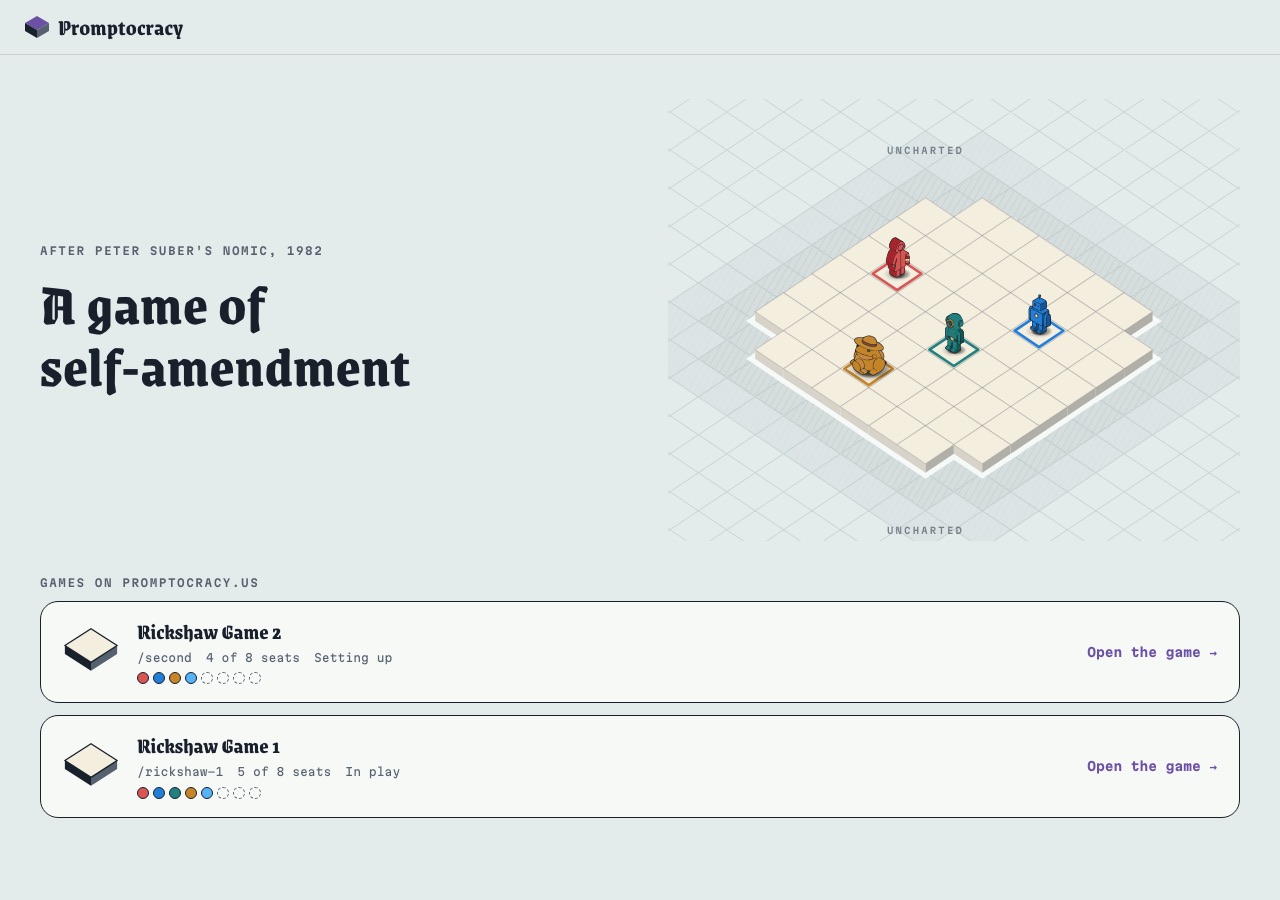 Promptocracy
AFTER PETER SUBER'S NOMIC, 1982
A game of
self-amendment
UNCHARTED
UNCHARTED
GAMES ON PROMPTOCRACY.US
Rickshaw Game 2
/second 4 of 8 seats Setting up
Open the game →
Rickshaw Game 1
/rickshaw-1 5 of 8 seats In play
Open the game →